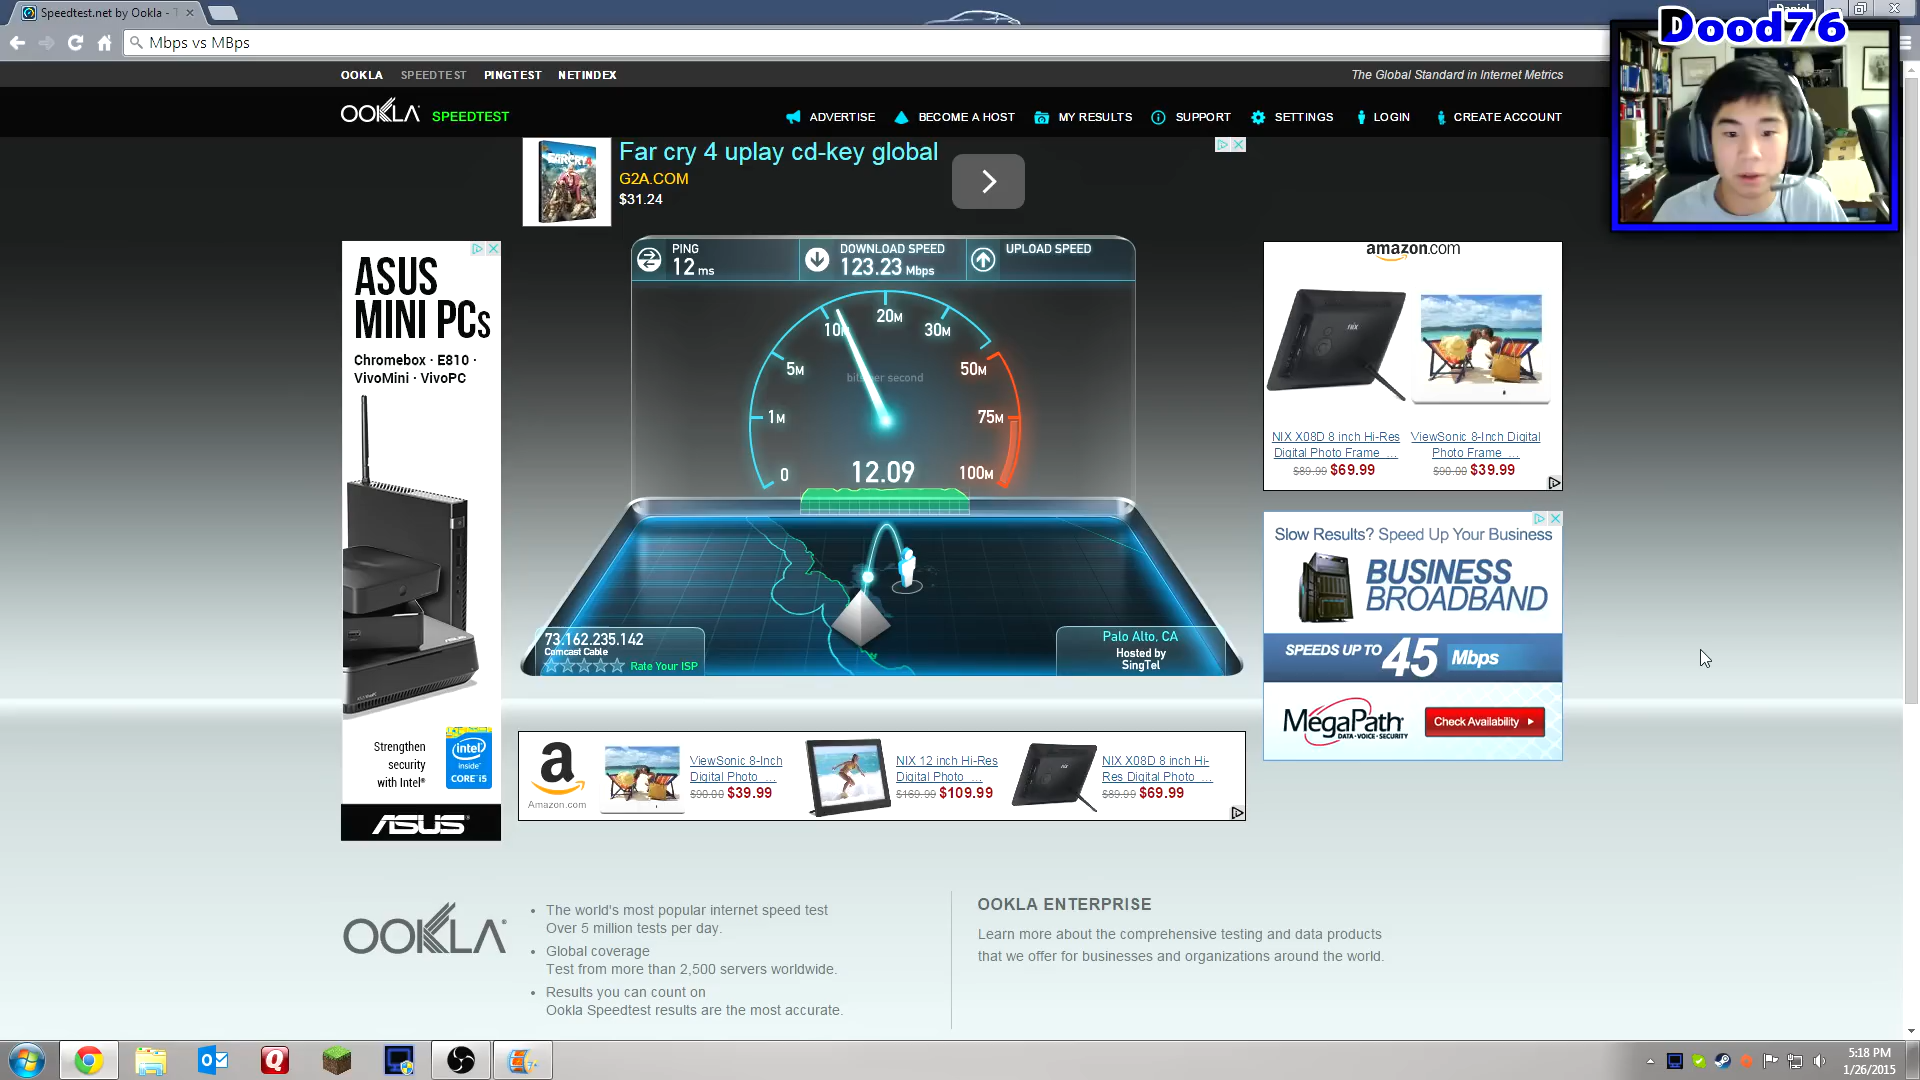 Speedtest.net by Ookla - T
Dood76
Mbps vs MBps
OOKLA SPEEDTEST PINGTEST NETINDEX
The Global Standard in Internet Metrics
OOKLA SPEEDTEST
ADVERTISE BECOME A HOST MY RESULTS SUPPORT SETTINGS LOGIN CREATE ACCOUNT
FARCRY 4
Far cry 4 uplay cd-key global
G2A.COM
$31.24
ASUS
MINI PCs
Chromebox · E810 ·
VivoMini · VivoPC
Strengthen
security
with Intel®
intel
inside™
CORE i5
ASUS
PING
12 ms
DOWNLOAD SPEED
123.23 Mbps
UPLOAD SPEED
0
1M
5M
10M
20M
30M
50M
75M
100M
bits per second
12.09
73.162.235.142
Comcast Cable
Rate Your ISP
Palo Alto, CA
Hosted by
SingTel
amazon.com
NIX
NIX X08D 8 inch Hi-Res
Digital Photo Frame ...
$89.99 $69.99
ViewSonic 8-Inch Digital
Photo Frame ...
$90.00 $39.99
Slow Results? Speed Up Your Business
BUSINESS
BROADBAND
SPEEDS UP TO 45 Mbps
MegaPath
DATA • VOICE • SECURITY
Check Availability
a
Amazon.com
ViewSonic 8-Inch
Digital Photo ...
$90.00 $39.99
NIX 12 inch Hi-Res
Digital Photo ...
$169.99 $109.99
NIX X08D 8 inch Hi-
Res Digital Photo ...
$89.99 $69.99
OOKLA
The world's most popular internet speed test
Over 5 million tests per day.
Global coverage
Test from more than 2,500 servers worldwide.
Results you can count on
Ookla Speedtest results are the most accurate.
OOKLA ENTERPRISE
Learn more about the comprehensive testing and data products
that we offer for businesses and organizations around the world.
5:18 PM
1/26/2015